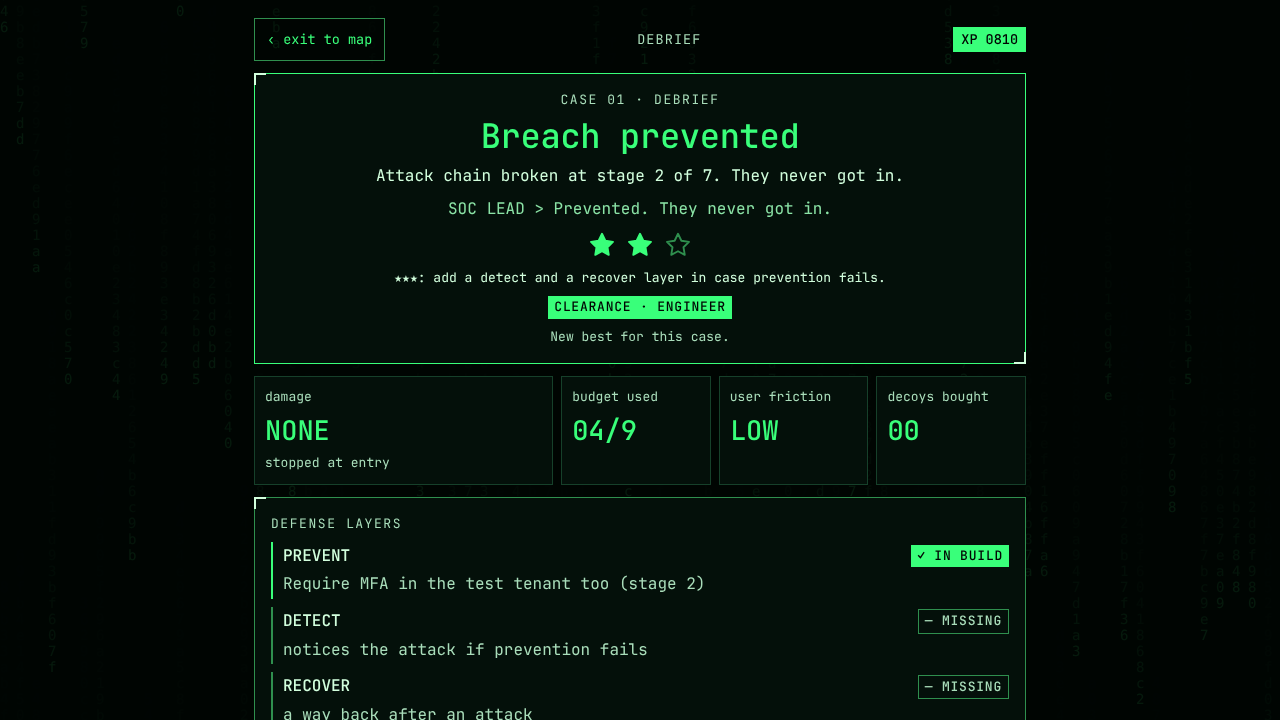 ‹ exit to map
DEBRIEF
XP 0810
CASE 01 · DEBRIEF
Breach prevented
Attack chain broken at stage 2 of 7. They never got in.
SOC LEAD > Prevented. They never got in.
★★★: add a detect and a recover layer in case prevention fails.
CLEARANCE · ENGINEER
New best for this case.
damage
NONE
stopped at entry
budget used
04/9
user friction
LOW
decoys bought
00
DEFENSE LAYERS
PREVENT
✓ IN BUILD
Require MFA in the test tenant too (stage 2)
DETECT
— MISSING
notices the attack if prevention fails
RECOVER
— MISSING
a way back after an attack